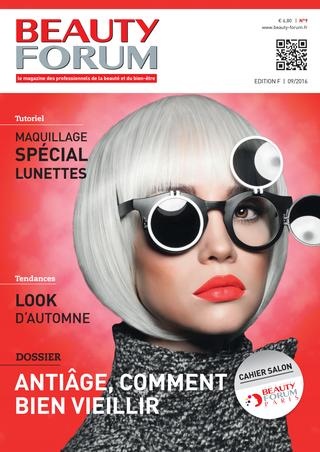 BEAUTY
FORUM
le magazine des professionnels de la beauté et du bien-être
€ 6,80 | N°9
www.beauty-forum.fr
EDITION F | 09/2016
Tutoriel
MAQUILLAGE
SPÉCIAL
LUNETTES
Tendances
LOOK
D'AUTOMNE
DOSSIER
ANTIÂGE, COMMENT
BIEN VIEILLIR
CAHIER SALON
BEAUTY
FORUM
PARIS